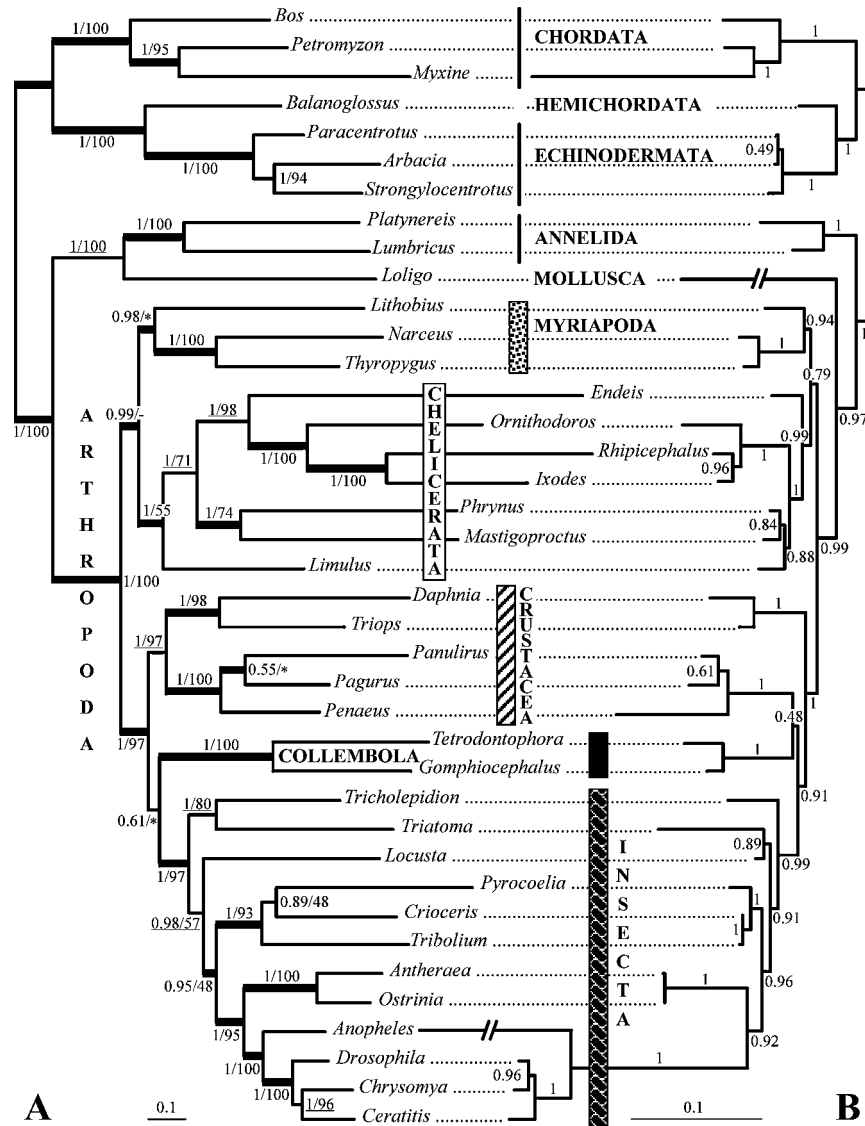 Bos
1/100
CHORDATA
1
Petromyzon
1/95
Myxine
1
Balanoglossus
HEMICHORDATA
1/100
Paracentrotus
ECHINODERMATA
0.49
1/100
Arbacia
1/94
1
Strongylocentrotus
Platynereis
1/100
ANNELIDA
1
1/100
Lumbricus
Loligo
MOLLUSCA
Lithobius
0.98/*
MYRIAPODA
0.94
1
Narceus
1/100
1
Thyropygus
0.79
CHELICERATA
Endeis
1/98
0.97
0.99/-
Ornithodoros
1/100
0.99
1/100
Rhipicephalus
1
0.96
1/71
1/100
Ixodes
1
1/55
Phrynus
1/74
0.84
Mastigoproctus
0.99
0.88
Limulus
ARTHROPODA
1/100
Daphnia
1/98
CRUSTACEA
1
Triops
1/97
Panulirus
0.55/*
0.61
1/100
Pagurus
1
1
Penaeus
0.48
1/97
Tetrodontophora
1/100
COLLEMBOLA
1
Gomphiocephalus
0.91
Tricholepidion
1/80
0.61/*
Triatoma
0.89
INSECTA
Locusta
0.99
1/97
Pyrocoelia
0.89/48
1
1/93
Crioceris
0.91
0.98/57
Tribolium
1
Antheraea
1/100
1
0.96
0.95/48
Ostrinia
Anopheles
1/95
0.92
Drosophila
1
1/100
0.96
1/100
Chrysomya
1
1/96
Ceratitis
A
0.1
0.1
B